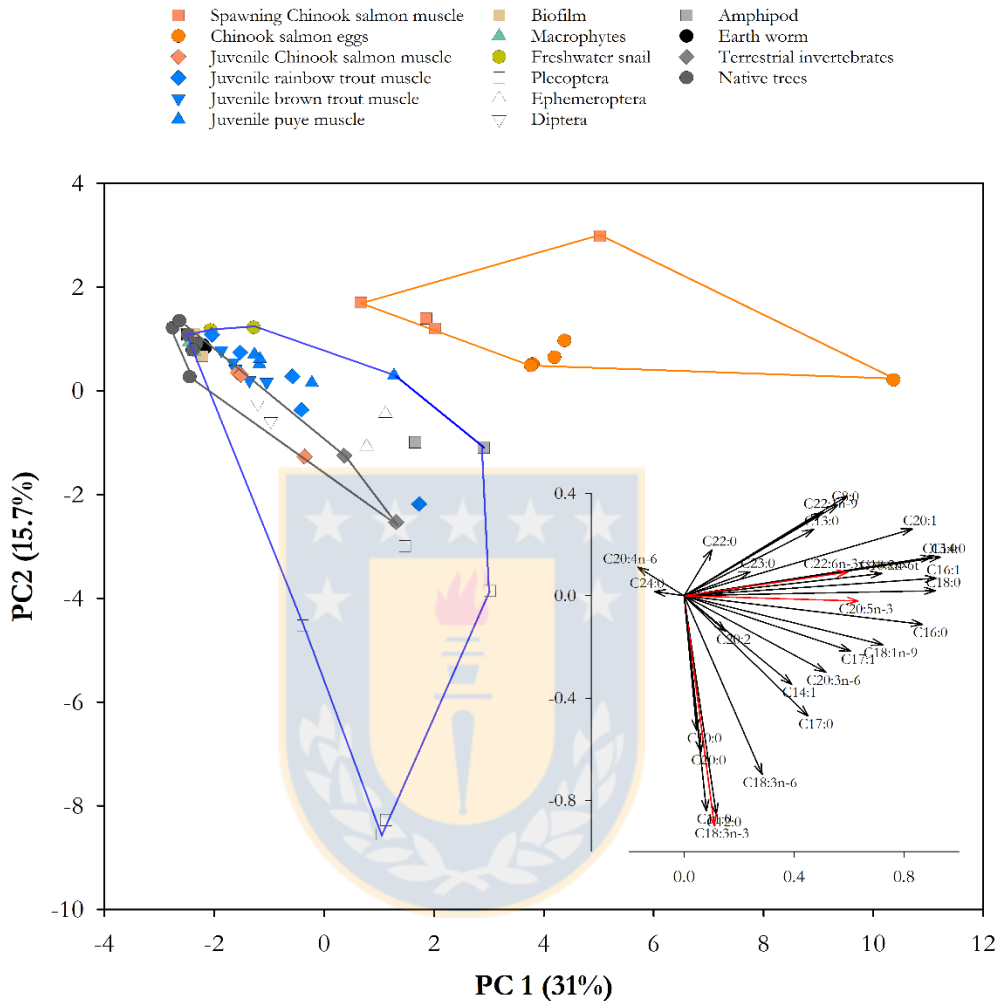 Spawning Chinook salmon muscle
Chinook salmon eggs
Juvenile Chinook salmon muscle
Juvenile rainbow trout muscle
Juvenile brown trout muscle
Juvenile puye muscle
Biofilm
Macrophytes
Freshwater snail
Plecoptera
Ephemeroptera
Diptera
Amphipod
Earth worm
Terrestrial invertebrates
Native trees
PC2 (15.7%)
4
2
0
-2
-4
-6
-8
-10
-4
-2
0
2
4
6
8
10
12
PC 1 (31%)
0.4
0.0
-0.4
-0.8
0.0
0.4
0.8
C20:1
C22:0
C23:0
C20:4n-6
C24:0
C22:6n-3
C16:1
C18:0
C20:5n-3
C16:0
C20:2
C18:1n-9
C17:1
C20:3n-6
C14:1
C17:0
C20:0
C18:3n-6
C18:3n-3